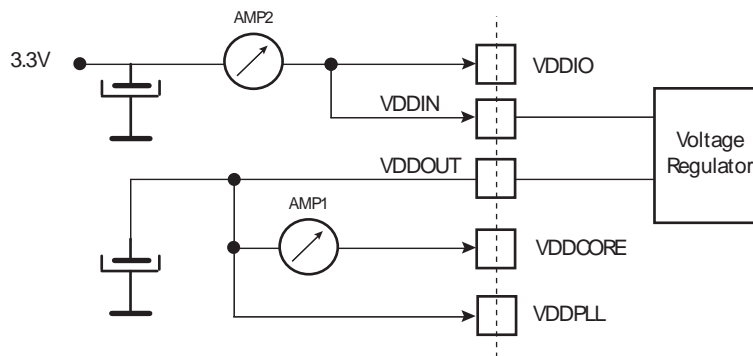 AMP2
3.3V
VDDIO
VDDIN
Voltage
Regulator
VDDOUT
AMP1
VDDCORE
VDDPLL